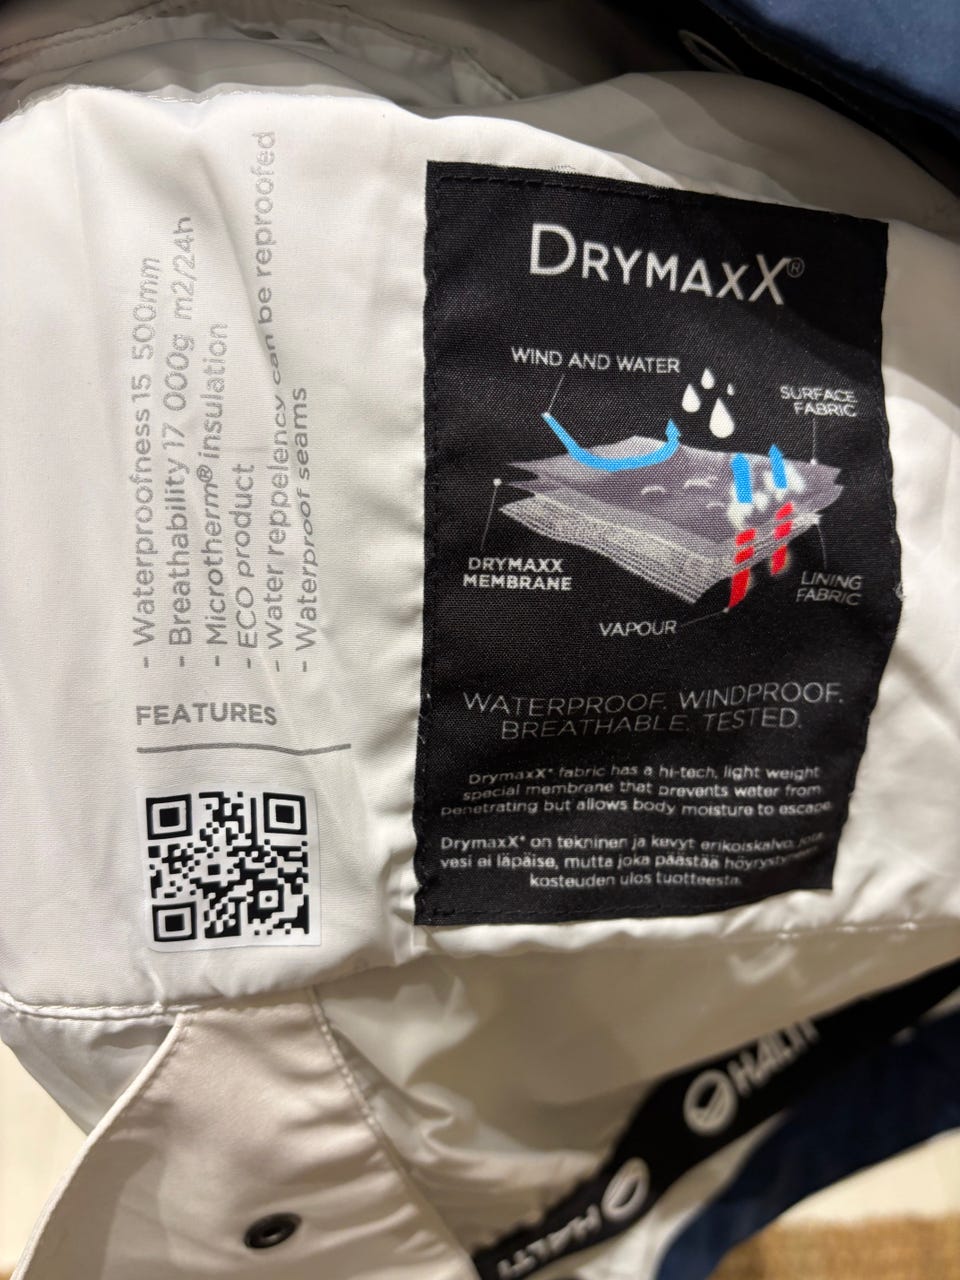 FEATURES
- Waterproofness 15 500mm
- Breathability 17 000g m2/24h
- Microtherm® insulation
- ECO product
- Water reppelency can be reproofed
- Waterproof seams
DRYMAXX®
WIND AND WATER
SURFACE
FABRIC
DRYMAXX
MEMBRANE
LINING
FABRIC
VAPOUR
WATERPROOF. WINDPROOF.
BREATHABLE. TESTED.
DrymaxX® fabric has a hi-tech, light weight
special membrane that prevents water from
penetrating but allows body moisture to escape.
DrymaxX® on tekninen ja kevyt erikoiskalvo, jota
vesi ei läpäise, mutta joka päästää
kosteuden ulos tuotteesta.
HALTI
HALTI